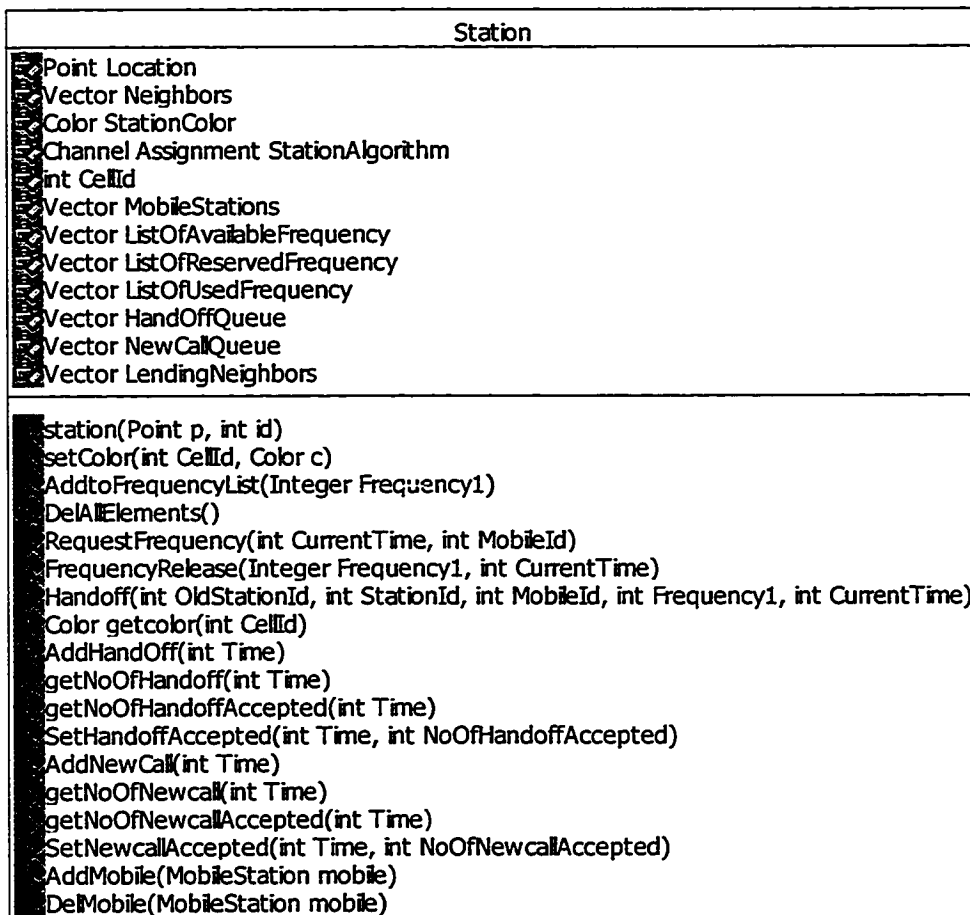 Station
Point Location
Vector Neighbors
Color StationColor
Channel Assignment StationAlgorithm
int CellId
Vector MobileStations
Vector ListOfAvailableFrequency
Vector ListOfReservedFrequency
Vector ListOfUsedFrequency
Vector HandOffQueue
Vector NewCallQueue
Vector LendingNeighbors
station(Point p, int id)
setColor(int CellId, Color c)
AddtoFrequencyList(Integer Frequency1)
DelAllElements()
RequestFrequency(int CurrentTime, int MobileId)
FrequencyRelease(Integer Frequency1, int CurrentTime)
Handoff(int OldStationId, int StationId, int MobileId, int Frequency1, int CurrentTime)
Color getcolor(int CellId)
AddHandOff(int Time)
getNoOfHandoff(int Time)
getNoOfHandoffAccepted(int Time)
SetHandoffAccepted(int Time, int NoOfHandoffAccepted)
AddNewCall(int Time)
getNoOfNewcall(int Time)
getNoOfNewcallAccepted(int Time)
SetNewcallAccepted(int Time, int NoOfNewcallAccepted)
AddMobile(MobileStation mobile)
DelMobile(MobileStation mobile)